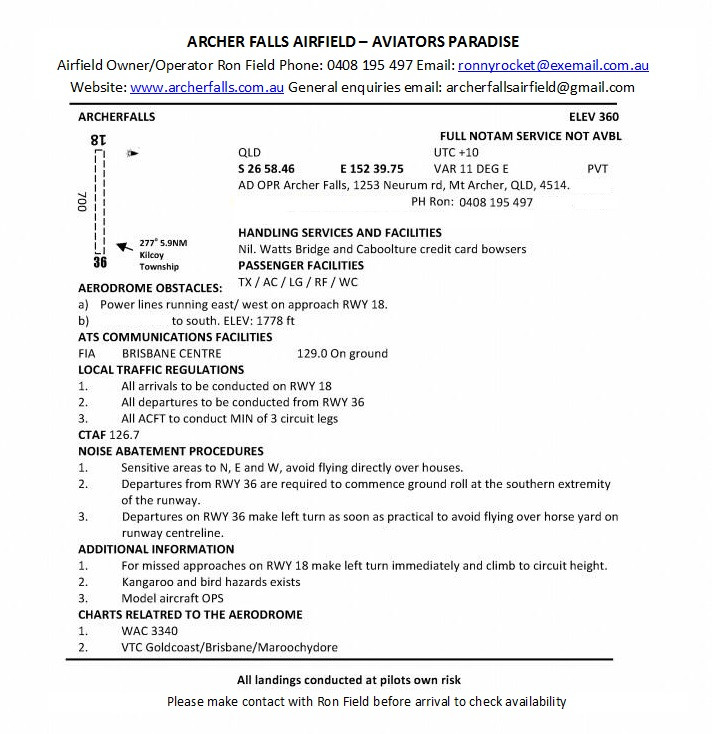 ARCHER FALLS AIRFIELD – AVIATORS PARADISE
Airfield Owner/Operator Ron Field Phone: 0408 195 497 Email: ronnyrocket@exemail.com.au
Website: www.archerfalls.com.au General enquiries email: archerfallsairfield@gmail.com
ARCHERFALLS ELEV 360
FULL NOTAM SERVICE NOT AVBL
18
QLD UTC +10
S 26 58.46 E 152 39.75 VAR 11 DEG E PVT
AD OPR Archer Falls, 1253 Neurum rd, Mt Archer, QLD, 4514.
PH Ron: 0408 195 497
700
HANDLING SERVICES AND FACILITIES
Nil. Watts Bridge and Caboolture credit card bowsers
277° 5.9NM
Kilcoy
Township
36
PASSENGER FACILITIES
TX / AC / LG / RF / WC
AERODROME OBSTACLES:
a) Power lines running east/ west on approach RWY 18.
b) to south. ELEV: 1778 ft
ATS COMMUNICATIONS FACILITIES
FIA BRISBANE CENTRE 129.0 On ground
LOCAL TRAFFIC REGULATIONS
1. All arrivals to be conducted on RWY 18
2. All departures to be conducted from RWY 36
3. All ACFT to conduct MIN of 3 circuit legs
CTAF 126.7
NOISE ABATEMENT PROCEDURES
1. Sensitive areas to N, E and W, avoid flying directly over houses.
2. Departures from RWY 36 are required to commence ground roll at the southern extremity
of the runway.
3. Departures on RWY 36 make left turn as soon as practical to avoid flying over horse yard on
runway centreline.
ADDITIONAL INFORMATION
1. For missed approaches on RWY 18 make left turn immediately and climb to circuit height.
2. Kangaroo and bird hazards exists
3. Model aircraft OPS
CHARTS RELATRED TO THE AERODROME
1. WAC 3340
2. VTC Goldcoast/Brisbane/Maroochydore
All landings conducted at pilots own risk
Please make contact with Ron Field before arrival to check availability